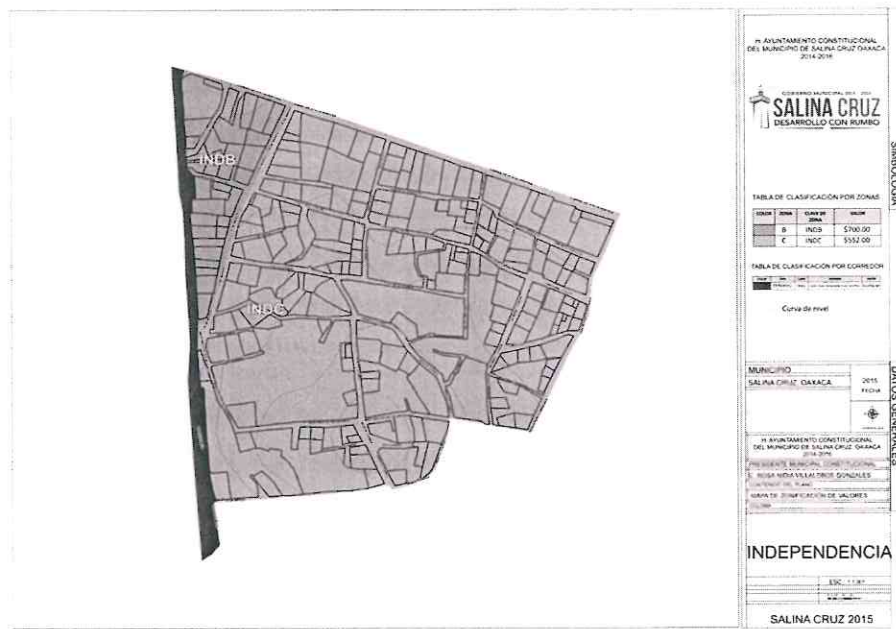 INDB
INDC
H. AYUNTAMIENTO CONSTITUCIONAL
DEL MUNICIPIO DE SALINA CRUZ OAXACA
2014-2016
SALINA CRUZ
DESARROLLO CON RUMBO
SIMBOLOGIA
TABLA DE CLASIFICACIÓN POR ZONAS
COLOR ZONA CLAVE DE ZONA VALOR
B INDB $700.00
C INDC $552.00
TABLA DE CLASIFICACIÓN POR CORREDOR
Curva de nivel
DATOS GENERALES
MUNICIPIO
SALINA CRUZ, OAXACA
2015
FECHA
H. AYUNTAMIENTO CONSTITUCIONAL
DEL MUNICIPIO DE SALINA CRUZ, OAXACA
2014-2016
PRESIDENTE MUNICIPAL CONSTITUCIONAL
CONTENIDO DEL PLANO
MAPA DE ZONIFICACIÓN DE VALORES
COLONIA
INDEPENDENCIA
SALINA CRUZ 2015